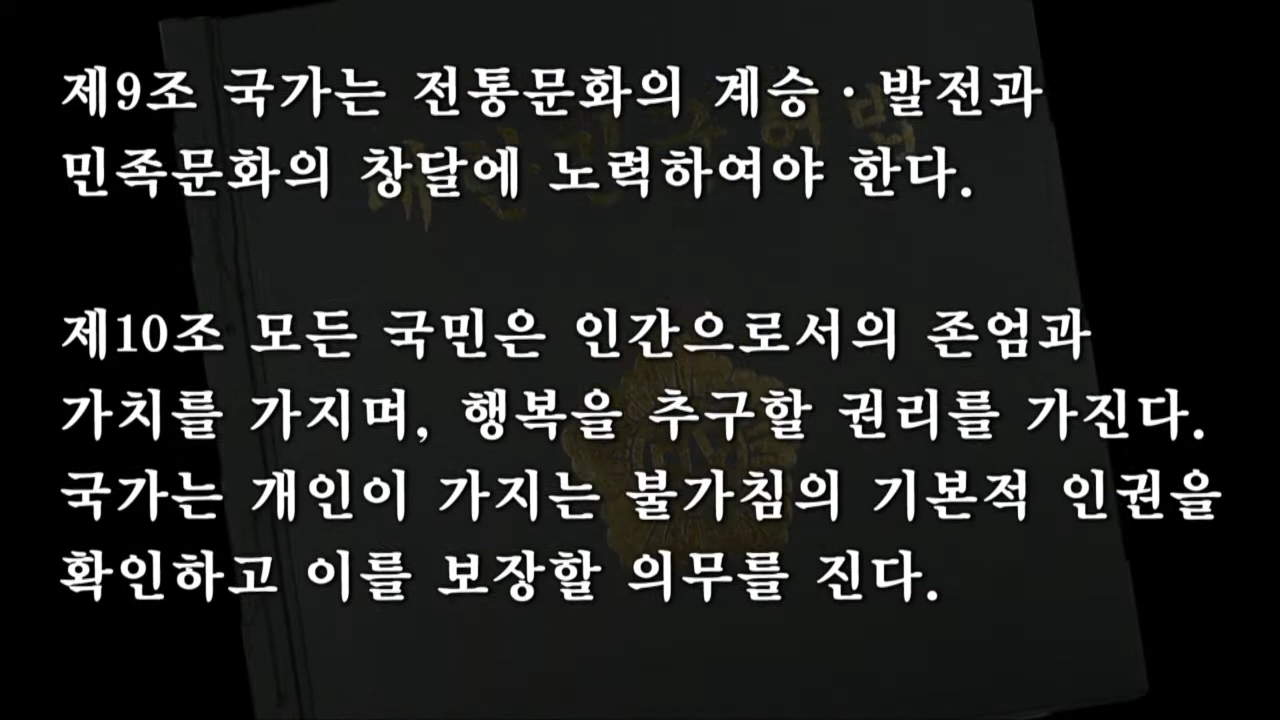 제9조 국가는 전통문화의 계승·발전과
민족문화의 창달에 노력하여야 한다.
제10조 모든 국민은 인간으로서의 존엄과
가치를 가지며, 행복을 추구할 권리를 가진다.
국가는 개인이 가지는 불가침의 기본적 인권을
확인하고 이를 보장할 의무를 진다.